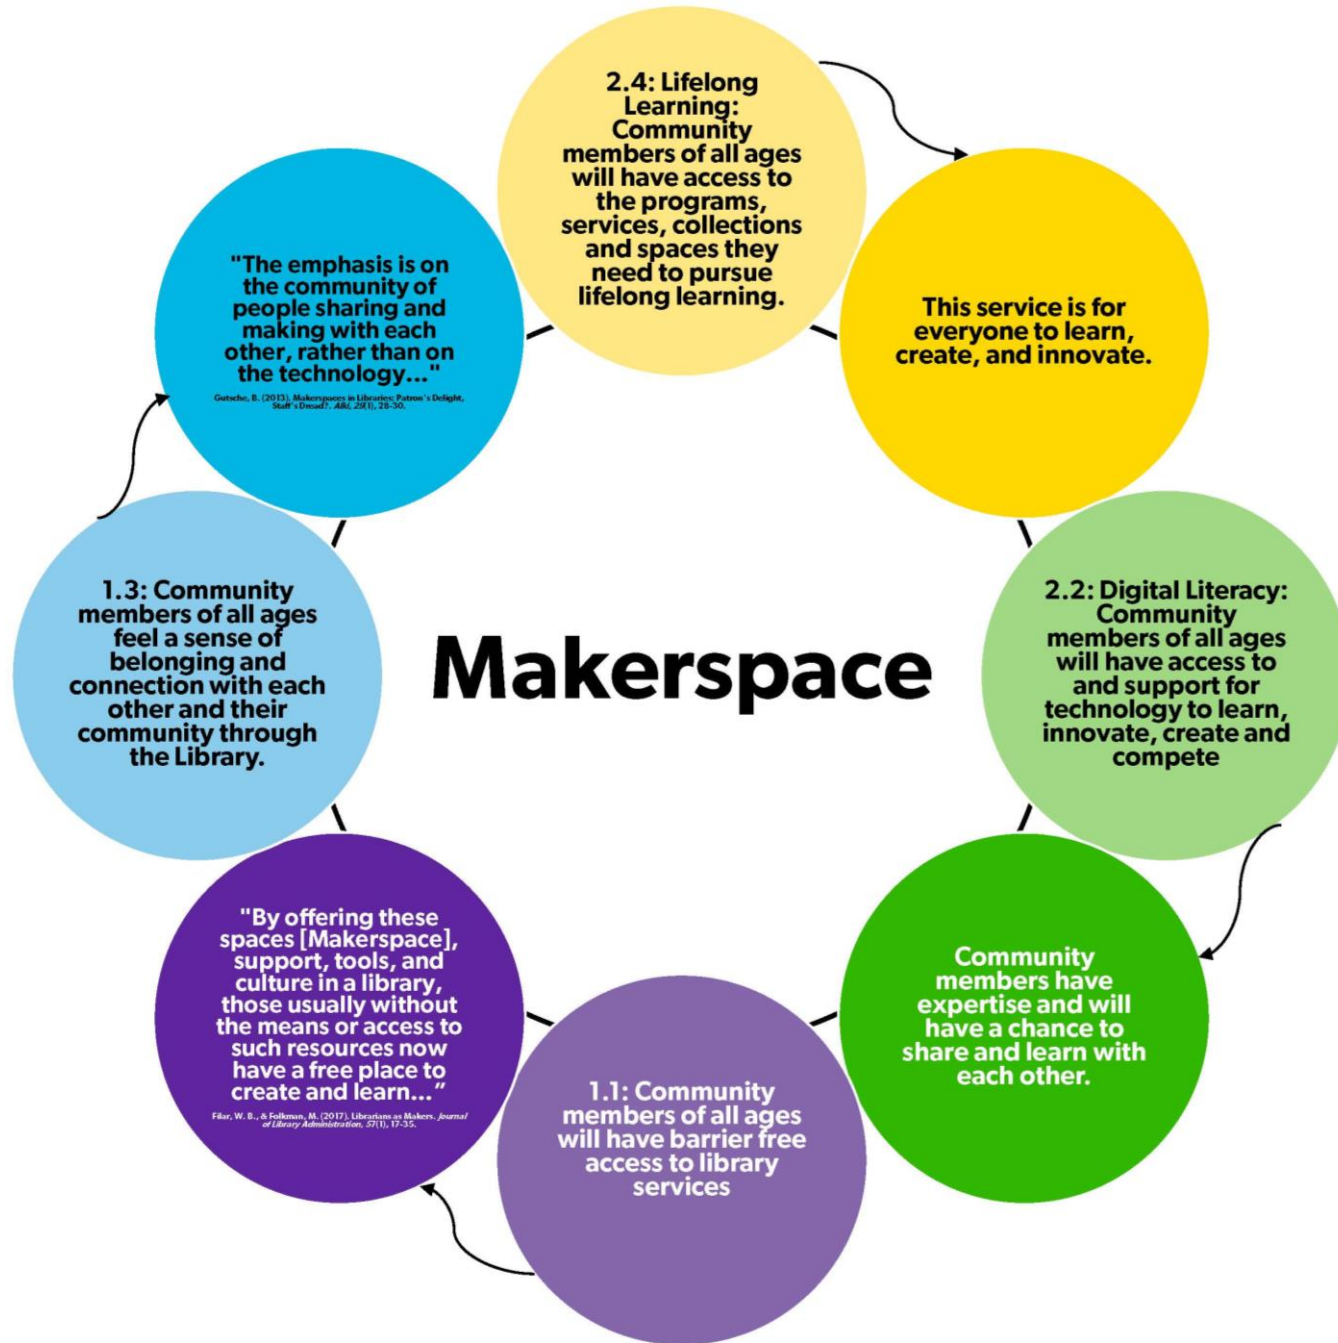 2.4: Lifelong
Learning:
Community
members of all ages
will have access to
the programs,
services, collections
and spaces they
need to pursue
lifelong learning.
This service is for
everyone to learn,
create, and innovate.
2.2: Digital Literacy:
Community
members of all ages
will have access to
and support for
technology to learn,
innovate, create and
compete
Community
members have
expertise and will
have a chance to
share and learn with
each other.
1.1: Community
members of all ages
will have barrier free
access to library
services
"By offering these
spaces [Makerspace],
support, tools, and
culture in a library,
those usually without
the means or access to
such resources now
have a free place to
create and learn...”
Filar, W. B., & Folkman, M. (2017). Librarians as Makers. Journal
of Library Administration, 57(1), 17-35.
1.3: Community
members of all ages
feel a sense of
belonging and
connection with each
other and their
community through
the Library.
"The emphasis is on
the community of
people sharing and
making with each
other, rather than on
the technology..."
Gutsche, B. (2013). Makerspaces in Libraries: Patron's Delight,
Staff's Dread?. Alki, 29(1), 28-30.
Makerspace